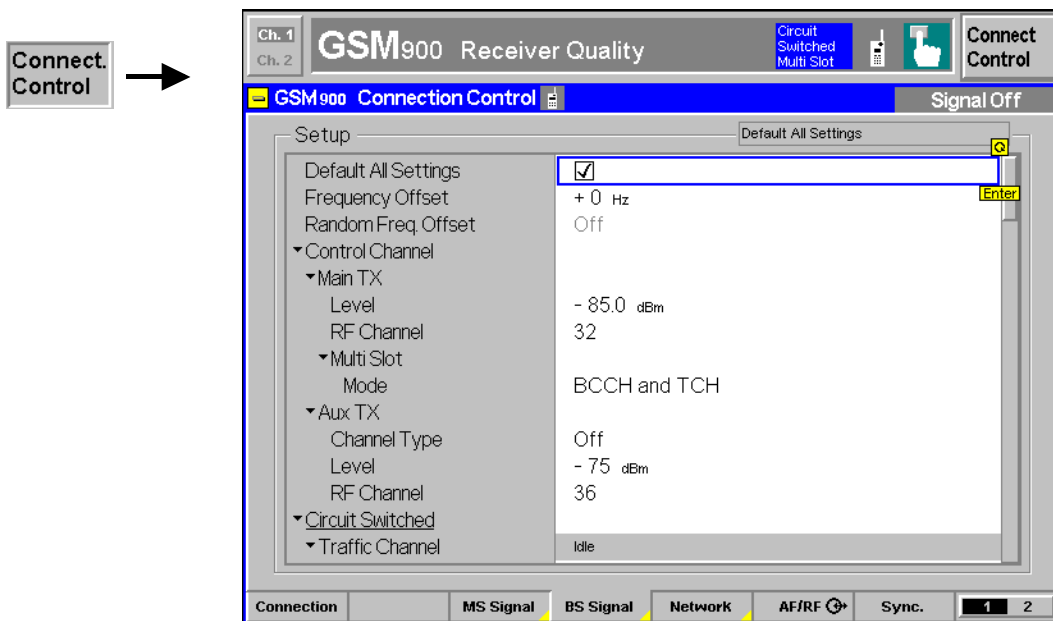 Connect.
Control
Ch. 1
Ch. 2
GSM900 Receiver Quality
Circuit
Switched
Multi Slot
Connect
Control
GSM900 Connection Control
Signal Off
Setup
Default All Settings
Default All Settings
Enter
Frequency Offset + 0 Hz
Random Freq. Offset Off
Control Channel
Main TX
Level - 85.0 dBm
RF Channel 32
Multi Slot
Mode BCCH and TCH
Aux TX
Channel Type Off
Level - 75 dBm
RF Channel 36
Circuit Switched
Traffic Channel Idle
Connection MS Signal BS Signal Network AF/RF Sync. 1 2